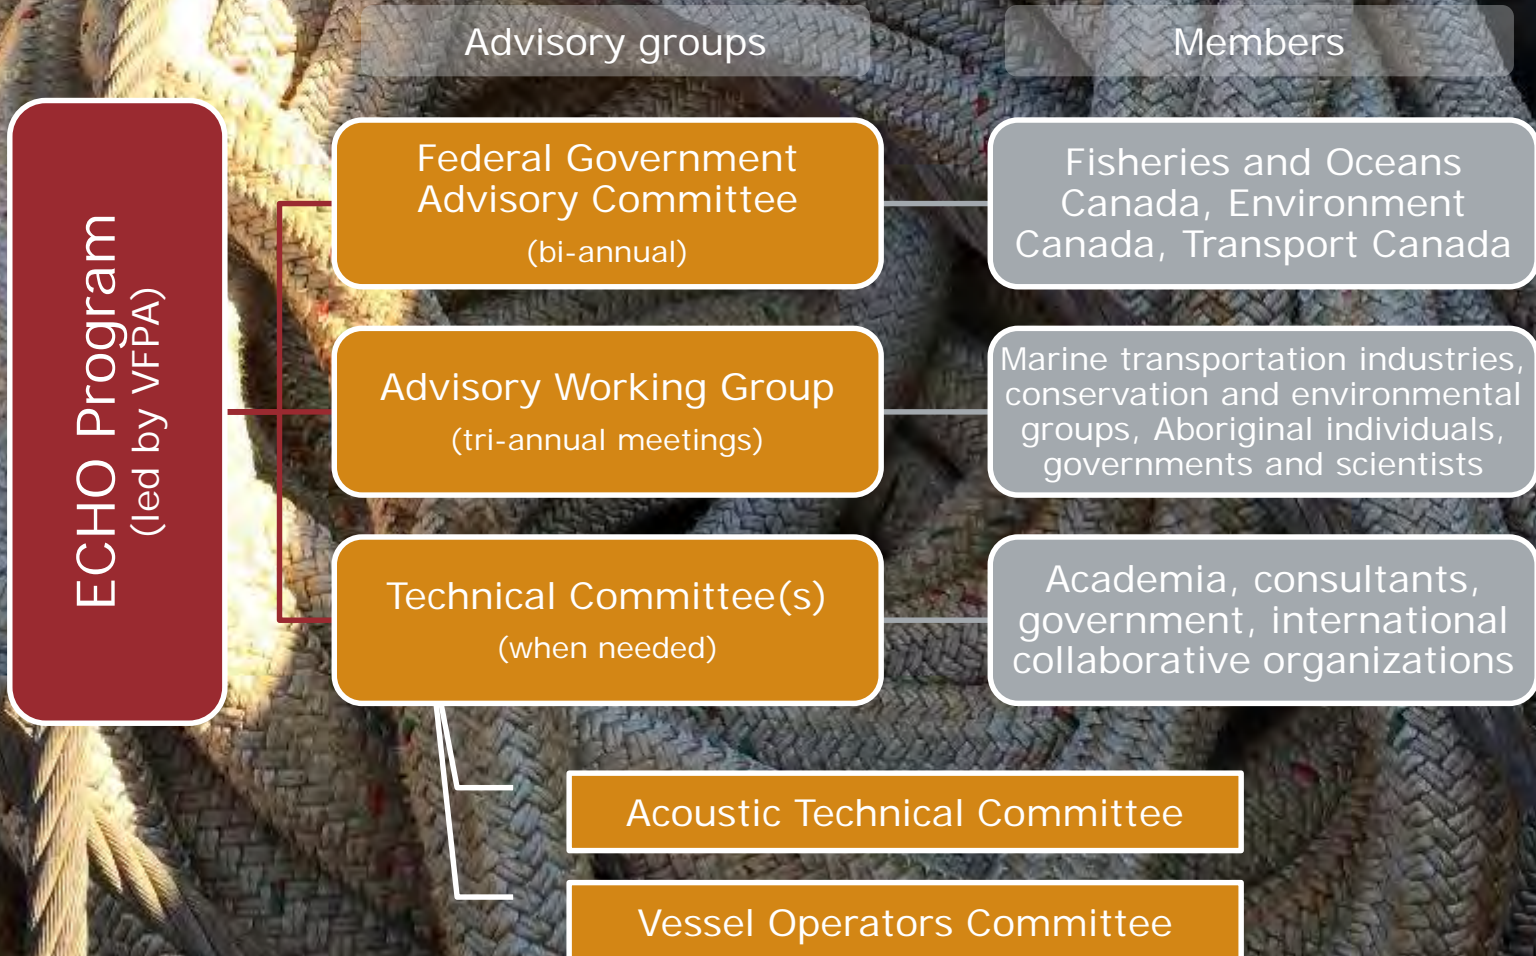 Advisory groups
Members
ECHO Program
(led by VFPA)
Federal Government
Advisory Committee
(bi-annual)
Fisheries and Oceans
Canada, Environment
Canada, Transport Canada
Advisory Working Group
(tri-annual meetings)
Marine transportation industries,
conservation and environmental
groups, Aboriginal individuals,
governments and scientists
Technical Committee(s)
(when needed)
Academia, consultants,
government, international
collaborative organizations
Acoustic Technical Committee
Vessel Operators Committee